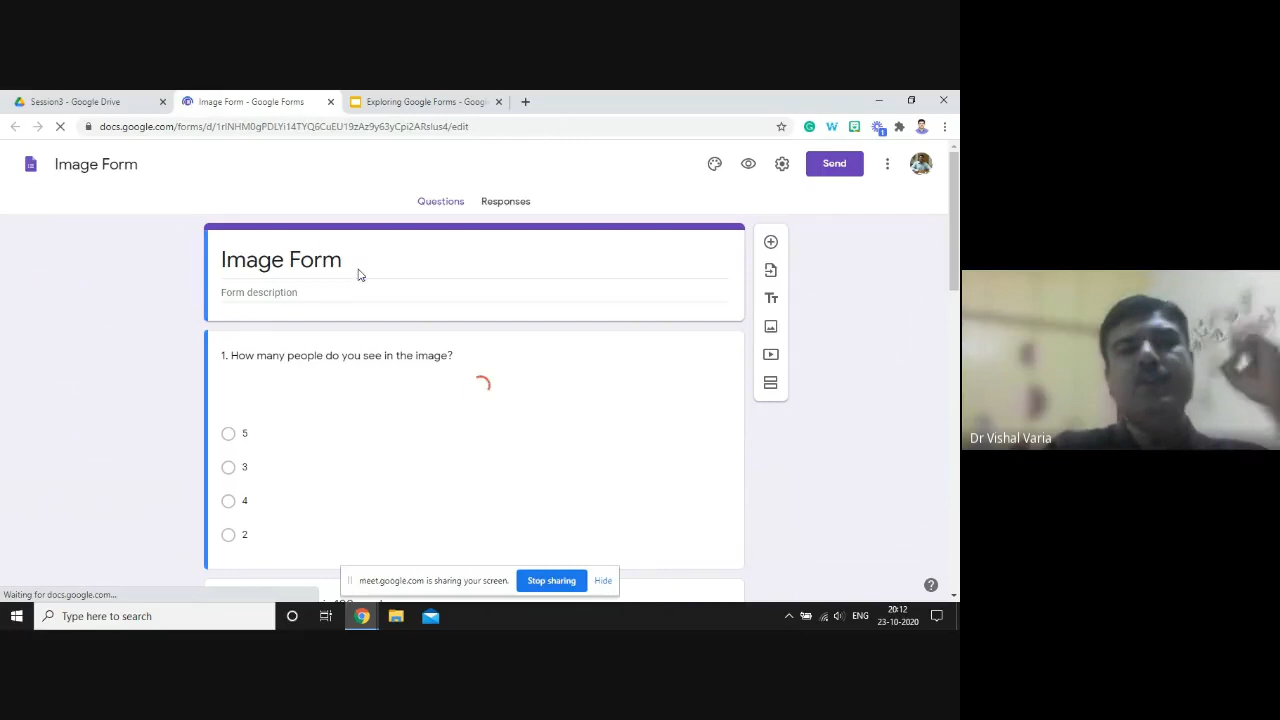 Session3 - Google Drive
Image Form - Google Forms
Exploring Google Forms - Goog
docs.google.com/forms/d/1rINHM0gPDLYi14TYQ6CuEU19zAz9y63yCpi2ARsIus4/edit
Image Form
Send
Questions
Responses
Image Form
Form description
1. How many people do you see in the image?
5
3
4
2
Dr Vishal Varia
meet.google.com is sharing your screen.
Stop sharing
Hide
Waiting for docs.google.com...
Type here to search
ENG
20:12
23-10-2020